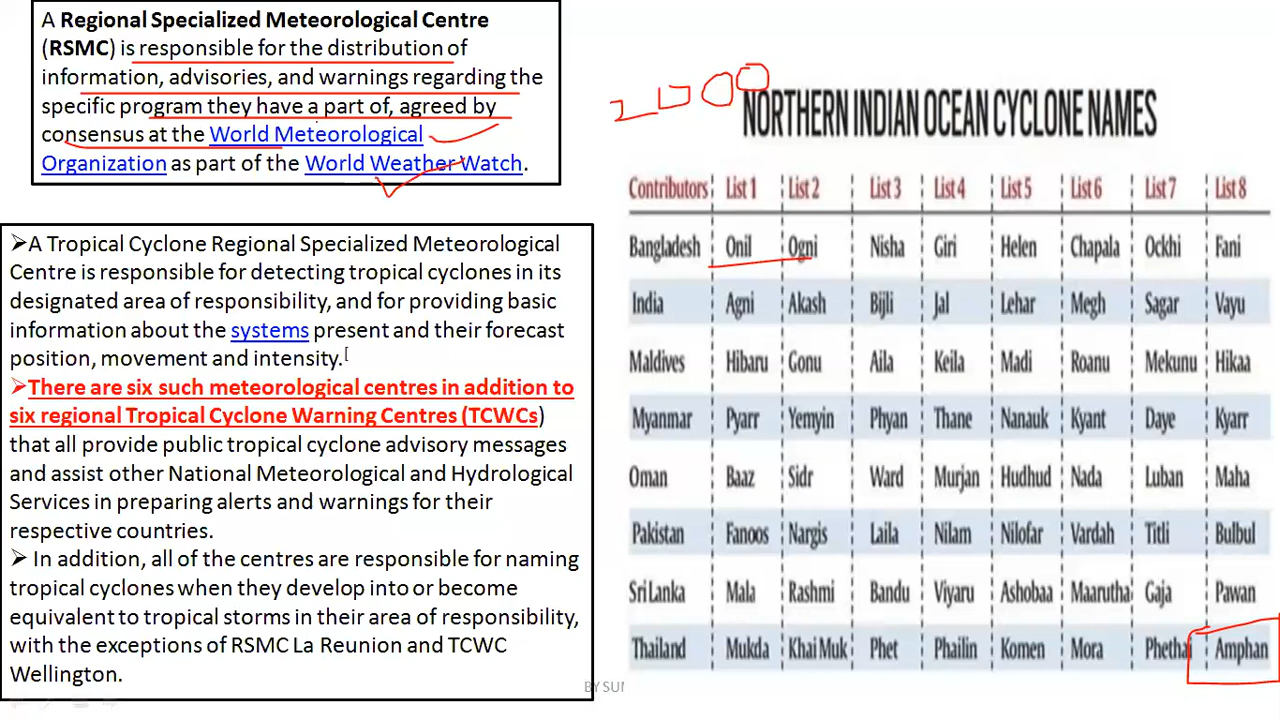 A Regional Specialized Meteorological Centre
(RSMC) is responsible for the distribution of
information, advisories, and warnings regarding the
specific program they have a part of, agreed by
consensus at the World Meteorological
Organization as part of the World Weather Watch.
➢A Tropical Cyclone Regional Specialized Meteorological
Centre is responsible for detecting tropical cyclones in its
designated area of responsibility, and for providing basic
information about the systems present and their forecast
position, movement and intensity.[
➢There are six such meteorological centres in addition to
six regional Tropical Cyclone Warning Centres (TCWCs)
that all provide public tropical cyclone advisory messages
and assist other National Meteorological and Hydrological
Services in preparing alerts and warnings for their
respective countries.
➢ In addition, all of the centres are responsible for naming
tropical cyclones when they develop into or become
equivalent to tropical storms in their area of responsibility,
with the exceptions of RSMC La Reunion and TCWC
Wellington.
NORTHERN INDIAN OCEAN CYCLONE NAMES
Contributors List 1 List 2 List 3 List 4 List 5 List 6 List 7 List 8
Bangladesh Onil Ogni Nisha Giri Helen Chapala Ockhi Fani
India Agni Akash Bijli Jal Lehar Megh Sagar Vayu
Maldives Hibaru Gonu Aila Keila Madi Roanu Mekunu Hikaa
Myanmar Pyarr Yemyin Phyan Thane Nanauk Kyant Daye Kyarr
Oman Baaz Sidr Ward Murjan Hudhud Nada Luban Maha
Pakistan Fanoos Nargis Laila Nilam Nilofar Vardah Titli Bulbul
Sri Lanka Mala Rashmi Bandu Viyaru Ashobaa Maarutha Gaja Pawan
Thailand Mukda Khai Muk Phet Phailin Komen Mora Phethai Amphan
BY SUM